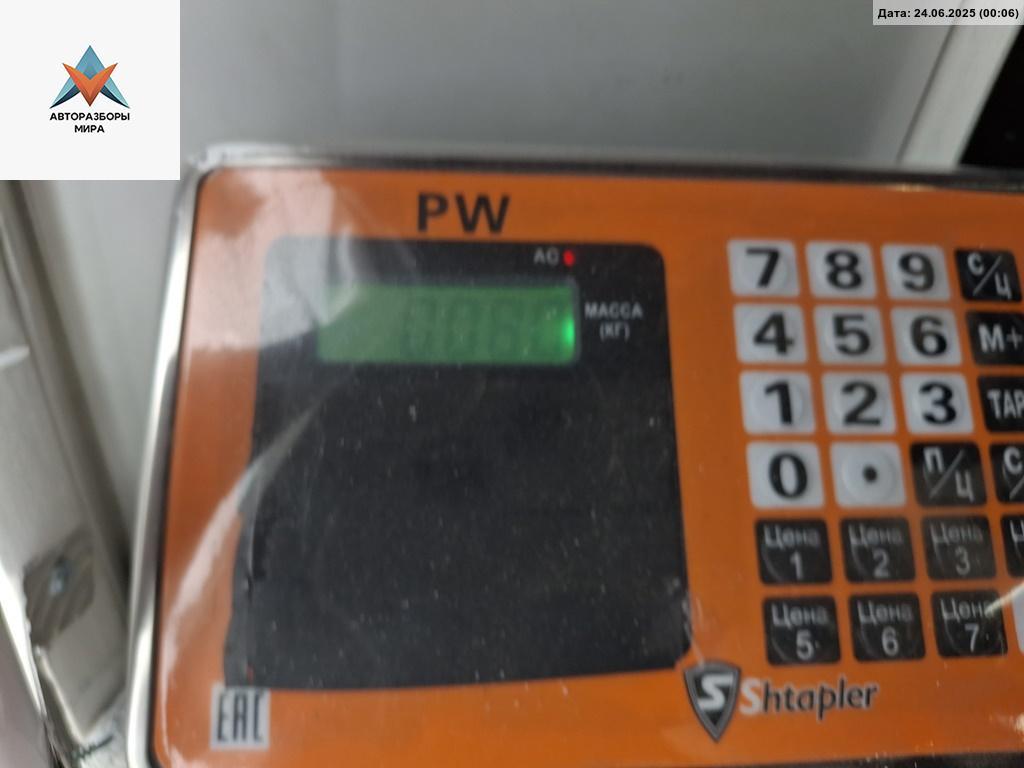 Дата: 24.06.2025 (00:06)
АВТОРАЗБОРЫ
МИРА
PW
AC
МАССА
(КГ)
7 8 9 С/Ц
4 5 6 М+
1 2 3 ТАР
0 . П/Ц С/
Цена 1 Цена 2 Цена 3 Ц
Цена 5 Цена 6 Цена 7
S Shtapler
EAC